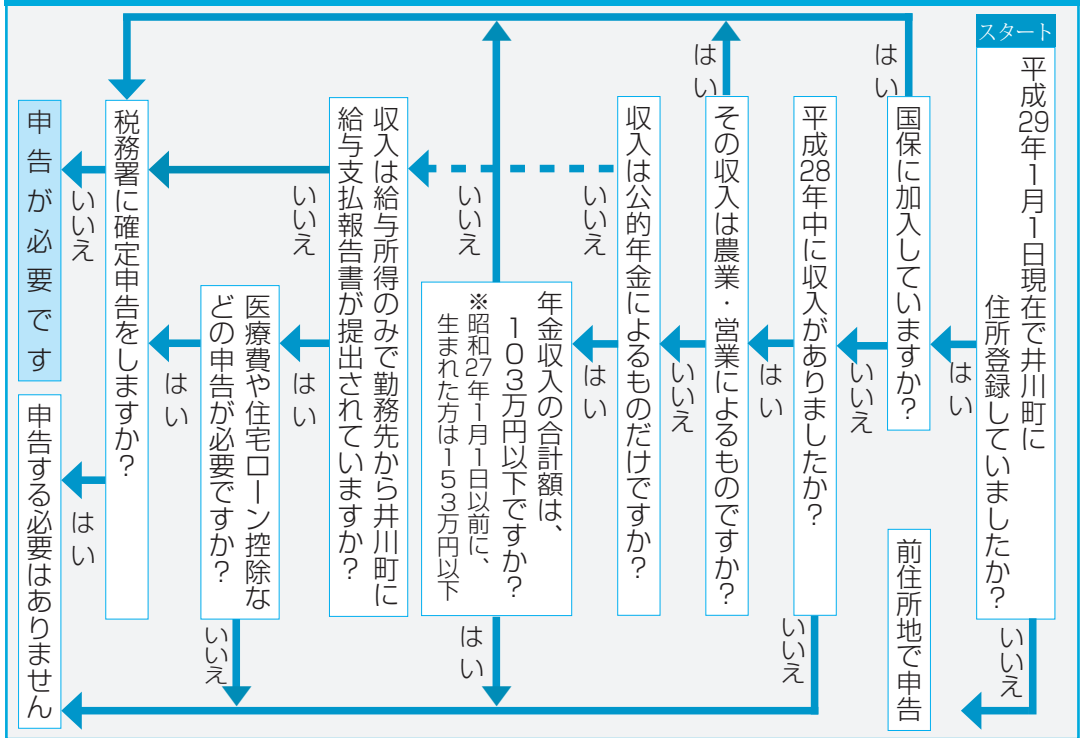 スタート
平成29年1月1日現在で井川町に
住所登録していましたか?
はい
いいえ
前住所地で申告
国保に加入していますか?
はい
いいえ
平成28年中に収入がありましたか?
はい
いいえ
その収入は農業・営業によるものですか?
はい
いいえ
収入は公的年金によるものだけですか?
はい
いいえ
年金収入の合計額は、
103万円以下ですか?
※昭和27年1月1日以前に、
生まれた方は153万円以下
いいえ
はい
収入は給与所得のみで勤務先から井川町に
給与支払報告書が提出されていますか?
いいえ
はい
医療費や住宅ローン控除な
どの申告が必要ですか?
はい
いいえ
税務署に確定申告をしますか?
いいえ
はい
申告が必要です
申告する必要はありません